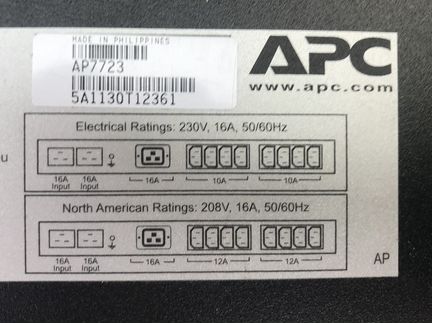 MADE IN PHILIPPINES
AP7723
5A1130T12361
APC
www.apc.com
Electrical Ratings: 230V, 16A, 50/60Hz
16A Input
16A Input
16A
10A
10A
North American Ratings: 208V, 16A, 50/60Hz
16A Input
16A Input
16A
12A
12A
AP